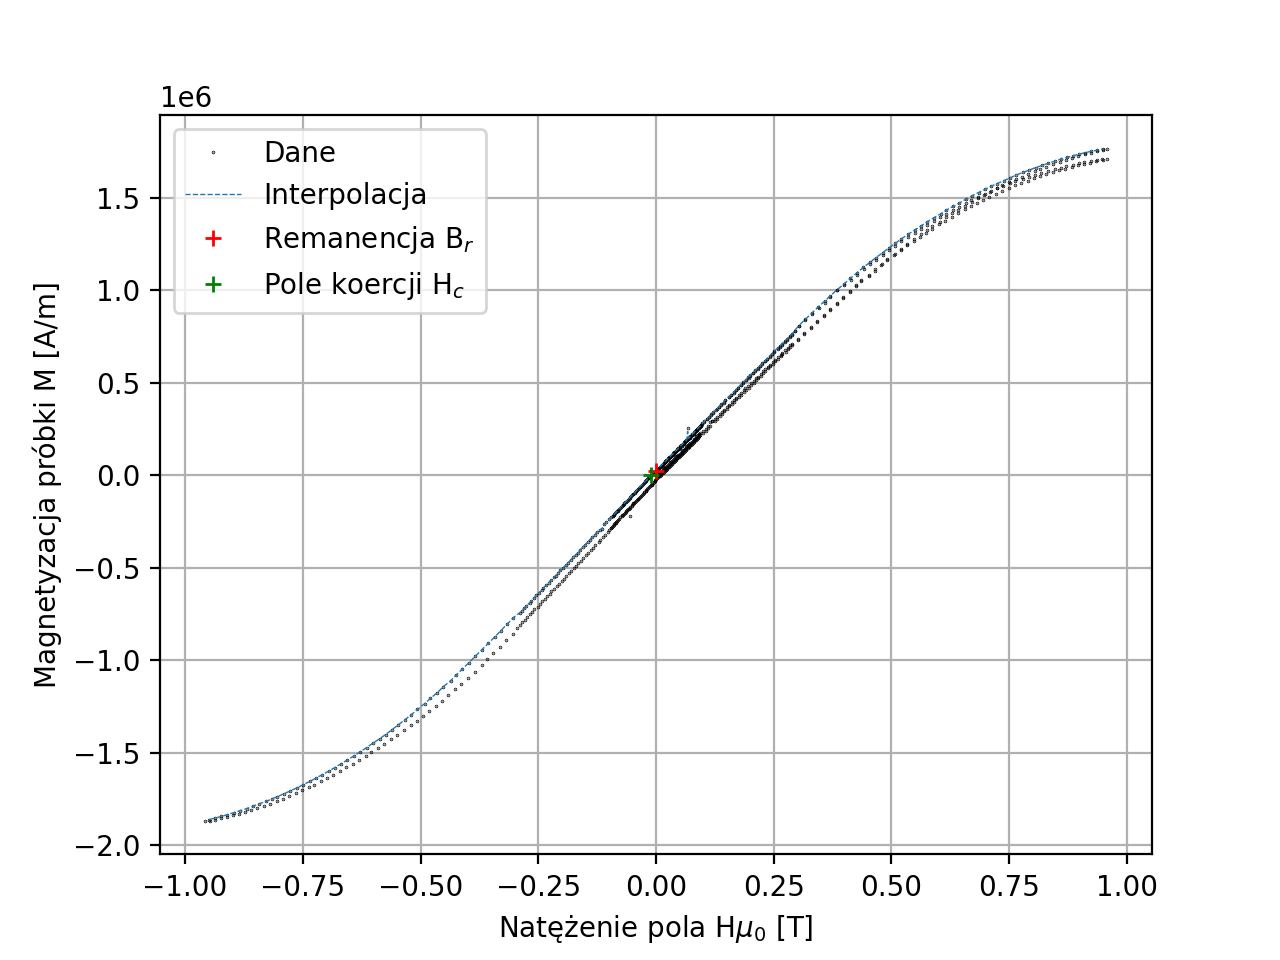 1e6
Dane
Interpolacja
Remanencja Bᵣ
Pole koercji H_c
1.5
1.0
0.5
0.0
−0.5
−1.0
−1.5
−2.0
Magnetyzacja próbki M [A/m]
−1.00 −0.75 −0.50 −0.25 0.00 0.25 0.50 0.75 1.00
Natężenie pola Hμ₀ [T]